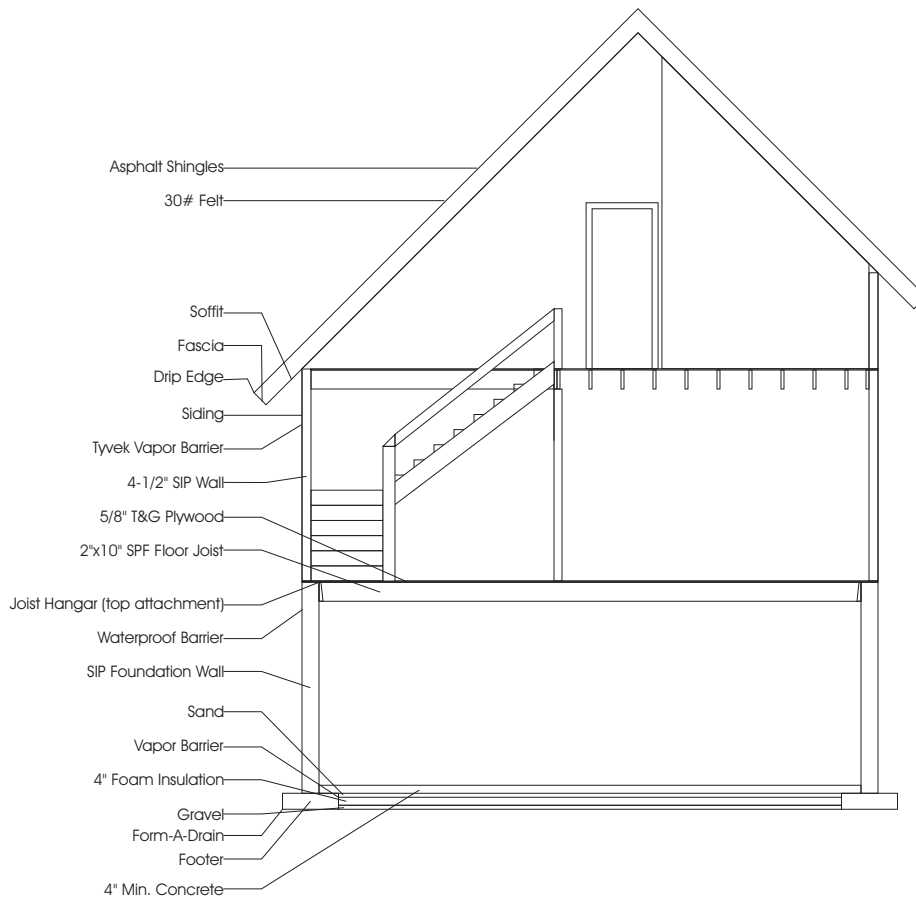 Asphalt Shingles
30# Felt
Soffit
Fascia
Drip Edge
Siding
Tyvek Vapor Barrier
4-1/2" SIP Wall
5/8" T&G Plywood
2"x10" SPF Floor Joist
Joist Hangar (top attachment)
Waterproof Barrier
SIP Foundation Wall
Sand
Vapor Barrier
4" Foam Insulation
Gravel
Form-A-Drain
Footer
4" Min. Concrete